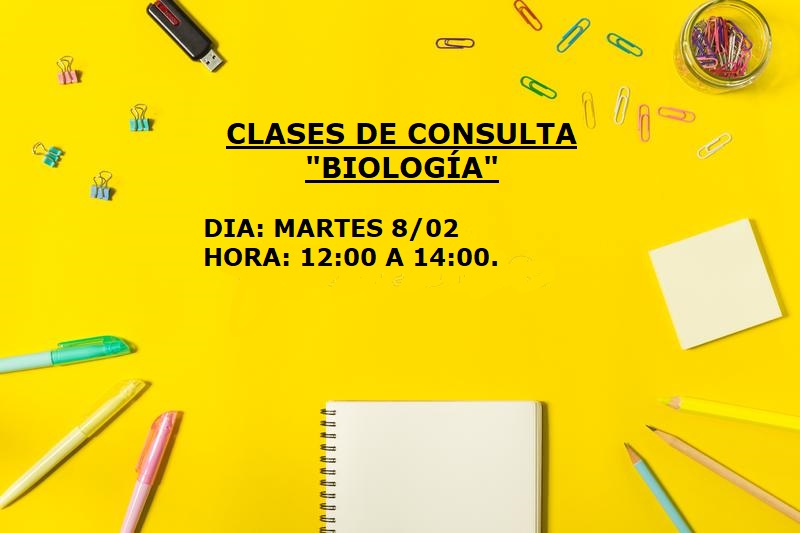 CLASES DE CONSULTA
"BIOLOGÍA"
DIA: MARTES 8/02
HORA: 12:00 A 14:00.